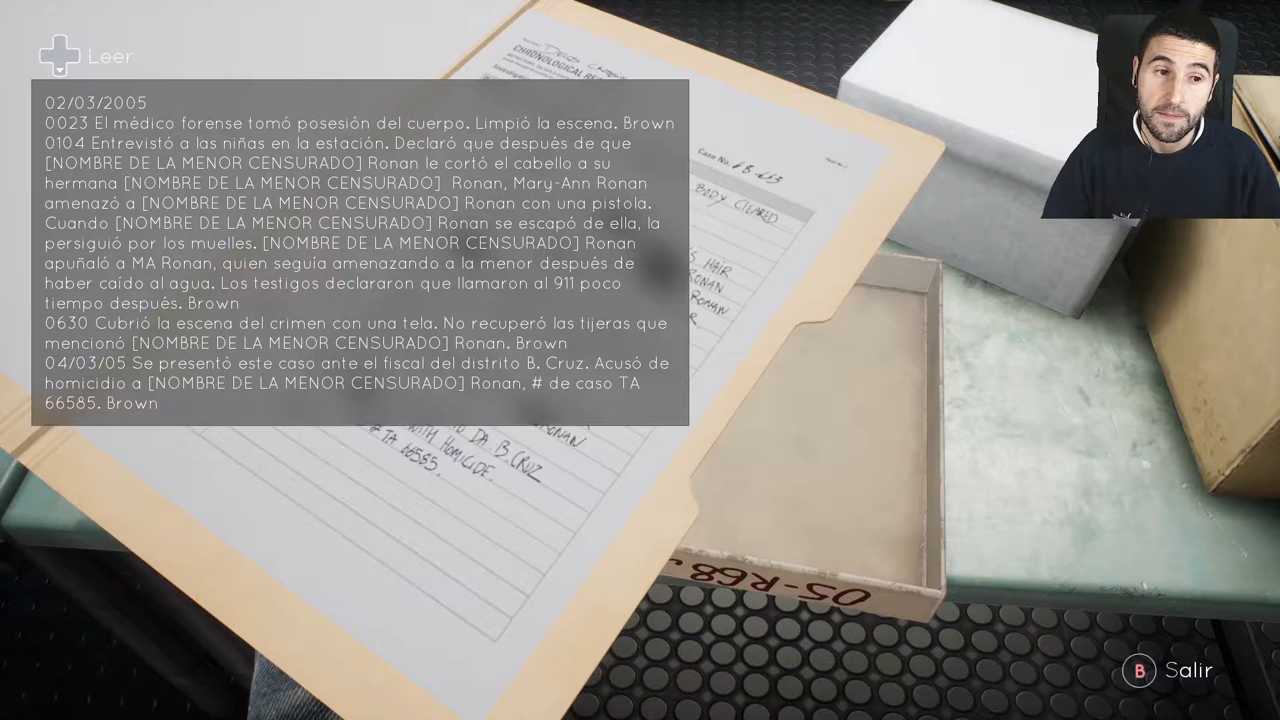 Leer
02/03/2005
0023 El médico forense tomó posesión del cuerpo. Limpió la escena. Brown
0104 Entrevistó a las niñas en la estación. Declaró que después de que
[NOMBRE DE LA MENOR CENSURADO] Ronan le cortó el cabello a su
hermana [NOMBRE DE LA MENOR CENSURADO] Ronan, Mary-Ann Ronan
amenazó a [NOMBRE DE LA MENOR CENSURADO] Ronan con una pistola.
Cuando [NOMBRE DE LA MENOR CENSURADO] Ronan se escapó de ella, la
persiguió por los muelles. [NOMBRE DE LA MENOR CENSURADO] Ronan
apuñaló a MA Ronan, quien seguía amenazando a la menor después de
haber caído al agua. Los testigos declararon que llamaron al 911 poco
tiempo después. Brown
0630 Cubrió la escena del crimen con una tela. No recuperó las tijeras que
mencionó [NOMBRE DE LA MENOR CENSURADO] Ronan. Brown
04/03/05 Se presentó este caso ante el fiscal del distrito B. Cruz. Acusó de
homicidio a [NOMBRE DE LA MENOR CENSURADO] Ronan, # de caso TA
66585. Brown
CHRONOLOGICAL
Case No.
BODY CLEARED
HAIR
RONAN
RONAN
DA. B. CRUZ
WITH HOMICIDE.
#TA 66585.
05-R68
B Salir